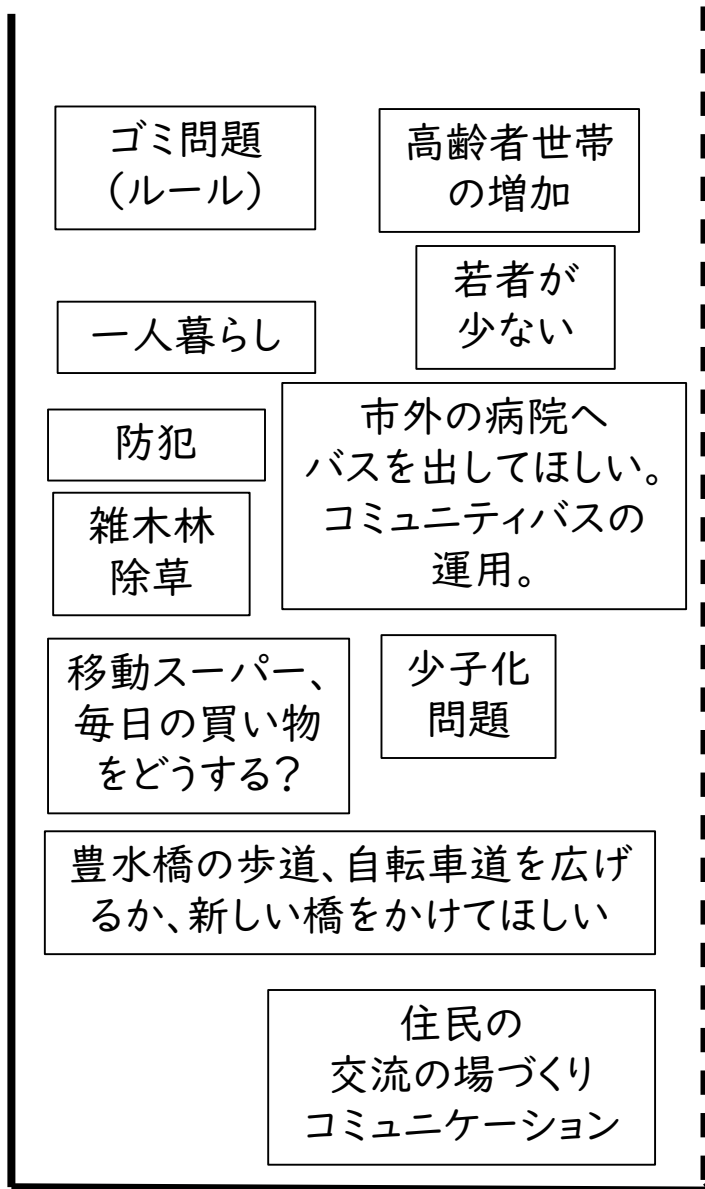 ゴミ問題
(ルール)
高齢者世帯
の増加
若者が
少ない
一人暮らし
防犯
市外の病院へ
バスを出してほしい。
コミュニティバスの
運用。
雑木林
除草
移動スーパー、
毎日の買い物
をどうする?
少子化
問題
豊水橋の歩道、自転車道を広げ
るか、新しい橋をかけてほしい
住民の
交流の場づくり
コミュニケーション